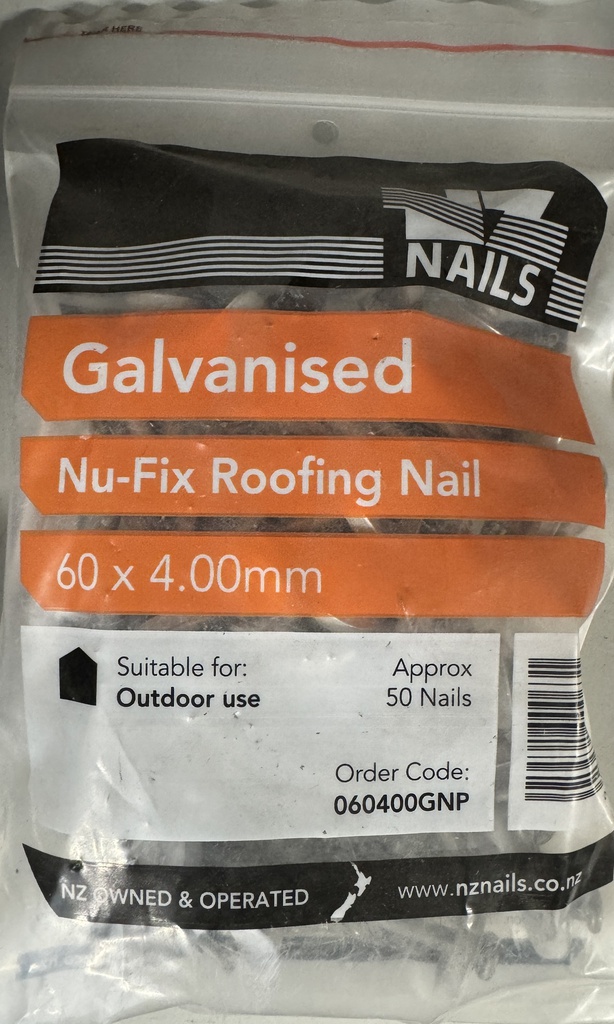 NAILS
Galvanised
Nu-Fix Roofing Nail
60 x 4.00mm
Suitable for:
Outdoor use
Approx
50 Nails
Order Code:
060400GNP
NZ OWNED & OPERATED
www.nznails.co.nz